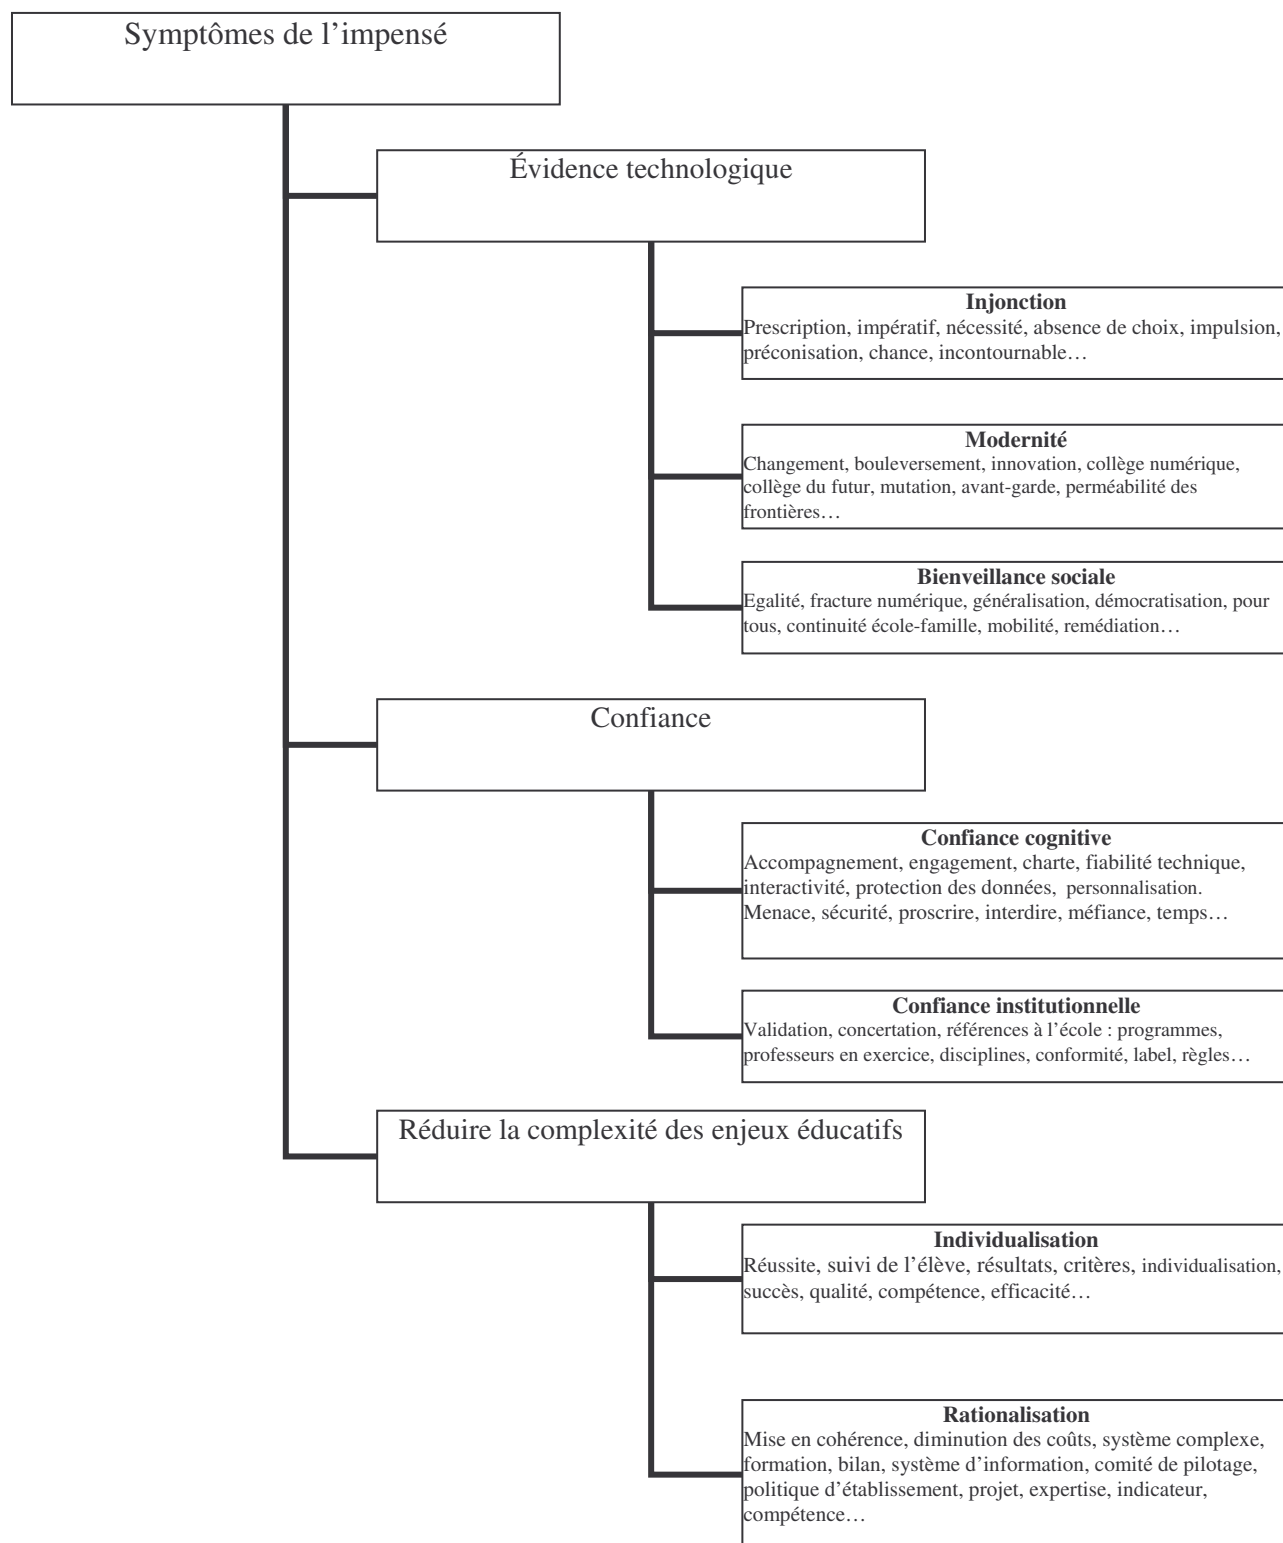 Symptômes de l’impensé
Évidence technologique
Injonction
Prescription, impératif, nécessité, absence de choix, impulsion,
préconisation, chance, incontournable…
Modernité
Changement, bouleversement, innovation, collège numérique,
collège du futur, mutation, avant-garde, perméabilité des
frontières…
Bienveillance sociale
Egalité, fracture numérique, généralisation, démocratisation, pour
tous, continuité école-famille, mobilité, remédiation…
Confiance
Confiance cognitive
Accompagnement, engagement, charte, fiabilité technique,
interactivité, protection des données, personnalisation.
Menace, sécurité, proscrire, interdire, méfiance, temps…
Confiance institutionnelle
Validation, concertation, références à l’école : programmes,
professeurs en exercice, disciplines, conformité, label, règles…
Réduire la complexité des enjeux éducatifs
Individualisation
Réussite, suivi de l’élève, résultats, critères, individualisation,
succès, qualité, compétence, efficacité…
Rationalisation
Mise en cohérence, diminution des coûts, système complexe,
formation, bilan, système d’information, comité de pilotage,
politique d’établissement, projet, expertise, indicateur,
compétence…